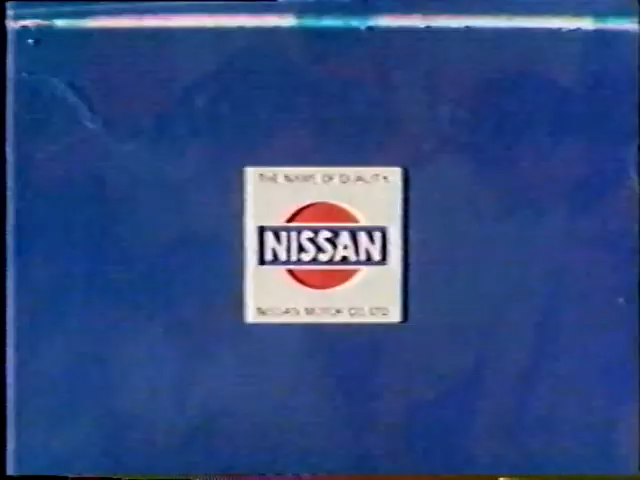 THE NAME OF QUALITY
NISSAN
NISSAN MOTOR CO., LTD.